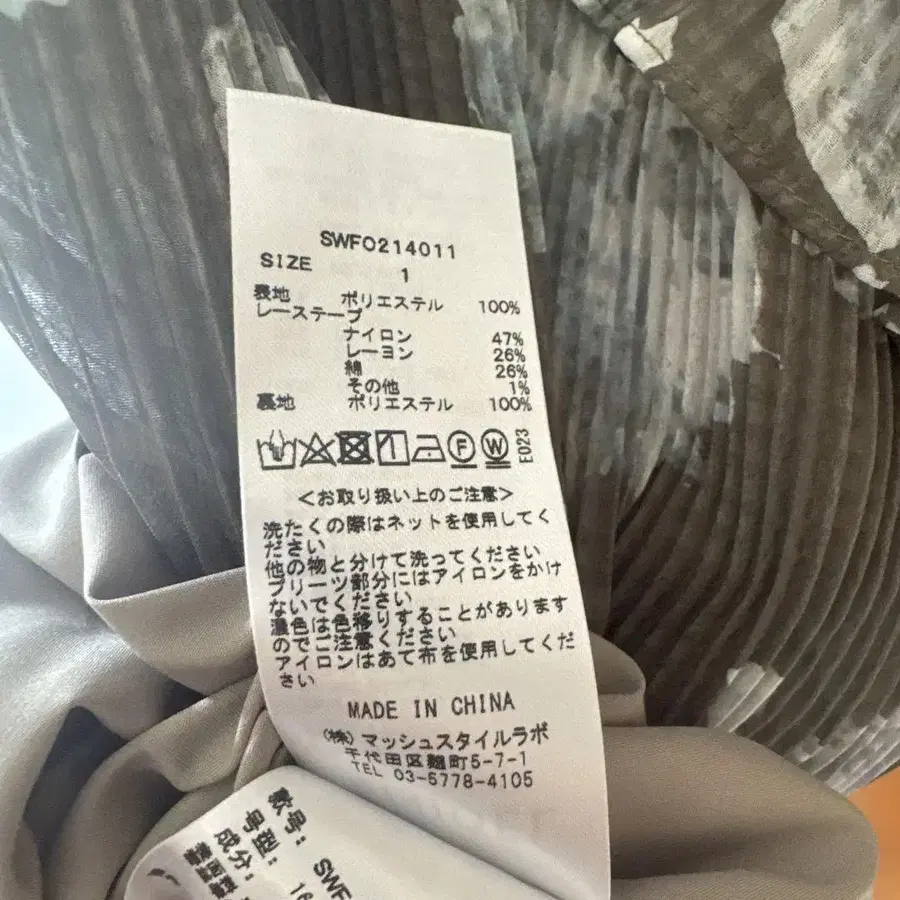 SWFO214011
SIZE 1
表地 ポリエステル 100%
レーステープ
ナイロン 47%
レーヨン 26%
綿 26%
その他 1%
裏地 ポリエステル 100%
F W E023
<お取り扱い上のご注意>
洗たくの際はネットを使用してく
ださい
他の物と分けて洗ってください
プリーツ部分にはアイロンをかけ
ないでください
濃色は色移りすることがあります
のでご注意ください
アイロンはあて布を使用してくだ
さい
MADE IN CHINA
(株)マッシュスタイルラボ
千代田区麹町5-7-1
TEL 03-5778-4105
款号: SWF
号型: 16
成分: